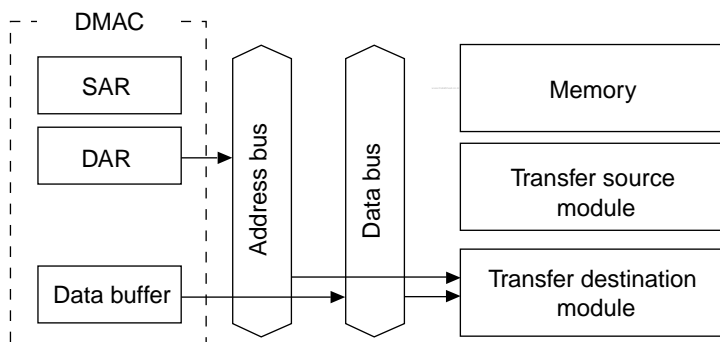 DMAC
SAR
DAR
Data buffer
Address bus
Data bus
Memory
Transfer source
module
Transfer destination
module